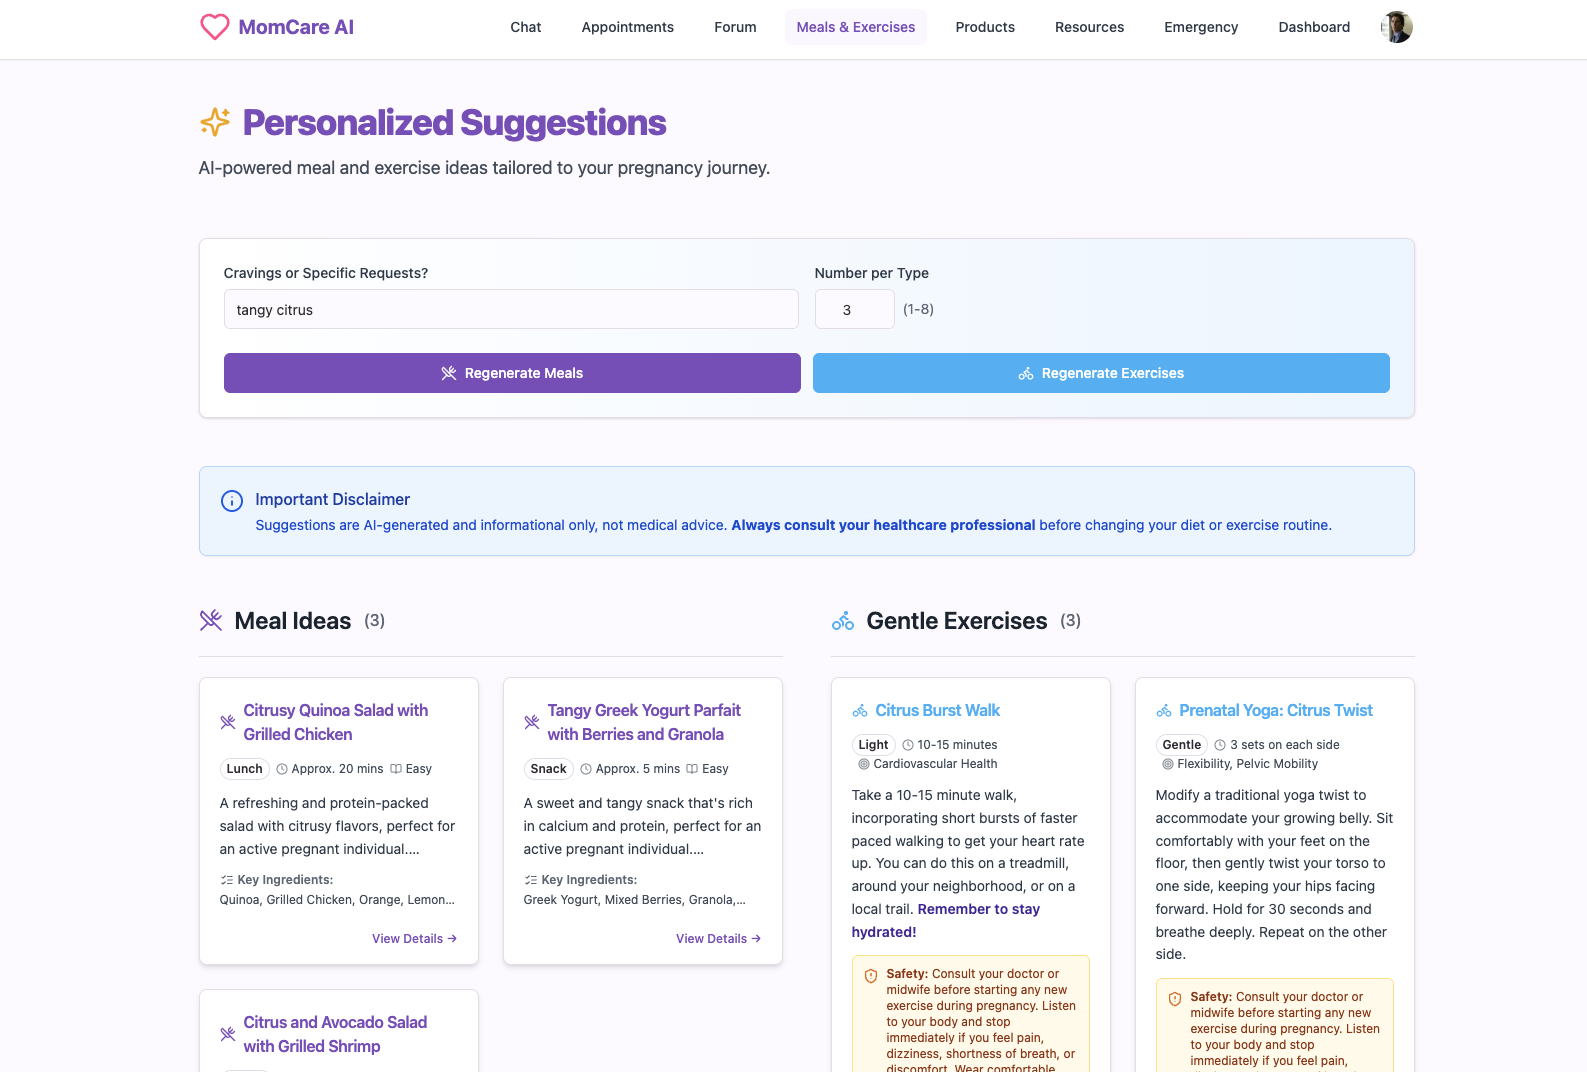 MomCare AI
Chat
Appointments
Forum
Meals & Exercises
Products
Resources
Emergency
Dashboard
Personalized Suggestions
AI-powered meal and exercise ideas tailored to your pregnancy journey.
Cravings or Specific Requests?
tangy citrus
Number per Type
3
(1-8)
Regenerate Meals
Regenerate Exercises
Important Disclaimer
Suggestions are AI-generated and informational only, not medical advice. Always consult your healthcare professional before changing your diet or exercise routine.
Meal Ideas (3)
Citrusy Quinoa Salad with
Grilled Chicken
Lunch Approx. 20 mins Easy
A refreshing and protein-packed
salad with citrusy flavors, perfect for
an active pregnant individual....
Key Ingredients:
Quinoa, Grilled Chicken, Orange, Lemon...
View Details →
Tangy Greek Yogurt Parfait
with Berries and Granola
Snack Approx. 5 mins Easy
A sweet and tangy snack that's rich
in calcium and protein, perfect for an
active pregnant individual....
Key Ingredients:
Greek Yogurt, Mixed Berries, Granola,...
View Details →
Citrus and Avocado Salad
with Grilled Shrimp
Gentle Exercises (3)
Citrus Burst Walk
Light 10-15 minutes
Cardiovascular Health
Take a 10-15 minute walk,
incorporating short bursts of faster
paced walking to get your heart rate
up. You can do this on a treadmill,
around your neighborhood, or on a
local trail. Remember to stay
hydrated!
Safety: Consult your doctor or
midwife before starting any new
exercise during pregnancy. Listen
to your body and stop
immediately if you feel pain,
dizziness, shortness of breath, or
discomfort. Wear comfortable
Prenatal Yoga: Citrus Twist
Gentle 3 sets on each side
Flexibility, Pelvic Mobility
Modify a traditional yoga twist to
accommodate your growing belly. Sit
comfortably with your feet on the
floor, then gently twist your torso to
one side, keeping your hips facing
forward. Hold for 30 seconds and
breathe deeply. Repeat on the other
side.
Safety: Consult your doctor or
midwife before starting any new
exercise during pregnancy. Listen
to your body and stop
immediately if you feel pain,